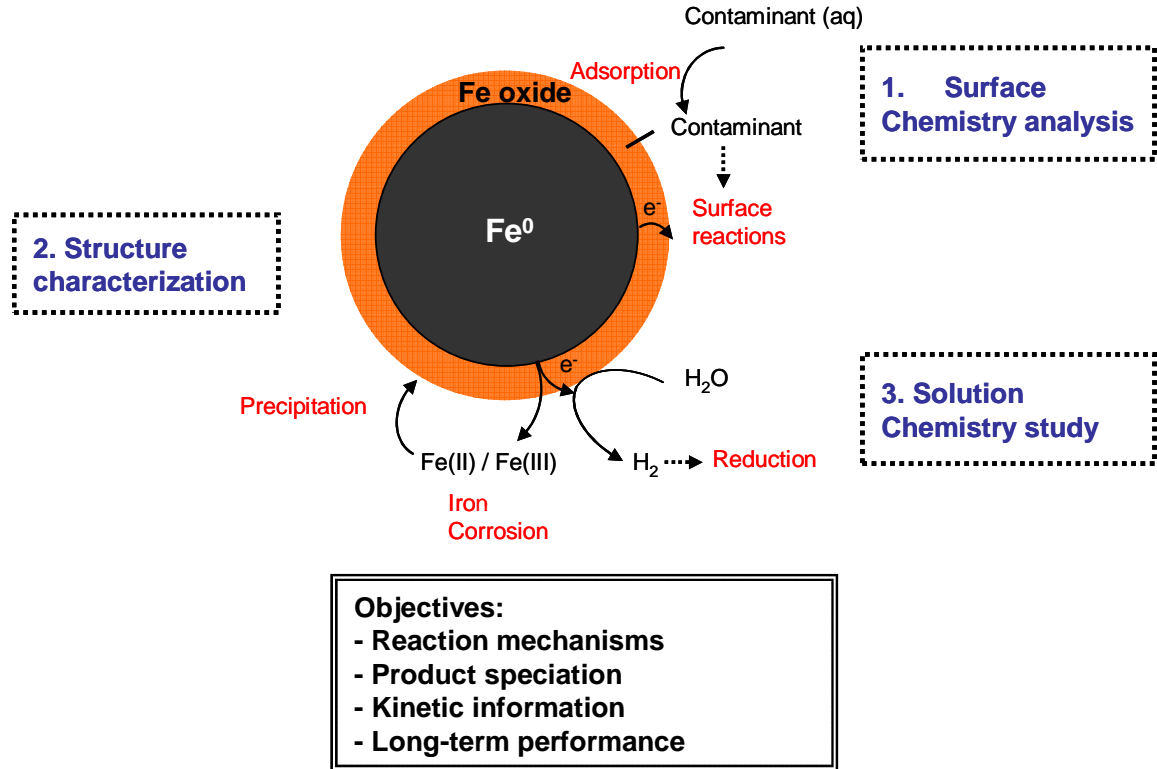 Contaminant (aq)
Adsorption
Fe oxide
Contaminant
1. Surface
Chemistry analysis
e⁻
Surface
reactions
Fe⁰
2. Structure
characterization
e⁻
H₂O
Precipitation
3. Solution
Chemistry study
Fe(II) / Fe(III)
H₂
Reduction
Iron
Corrosion
Objectives:
- Reaction mechanisms
- Product speciation
- Kinetic information
- Long-term performance